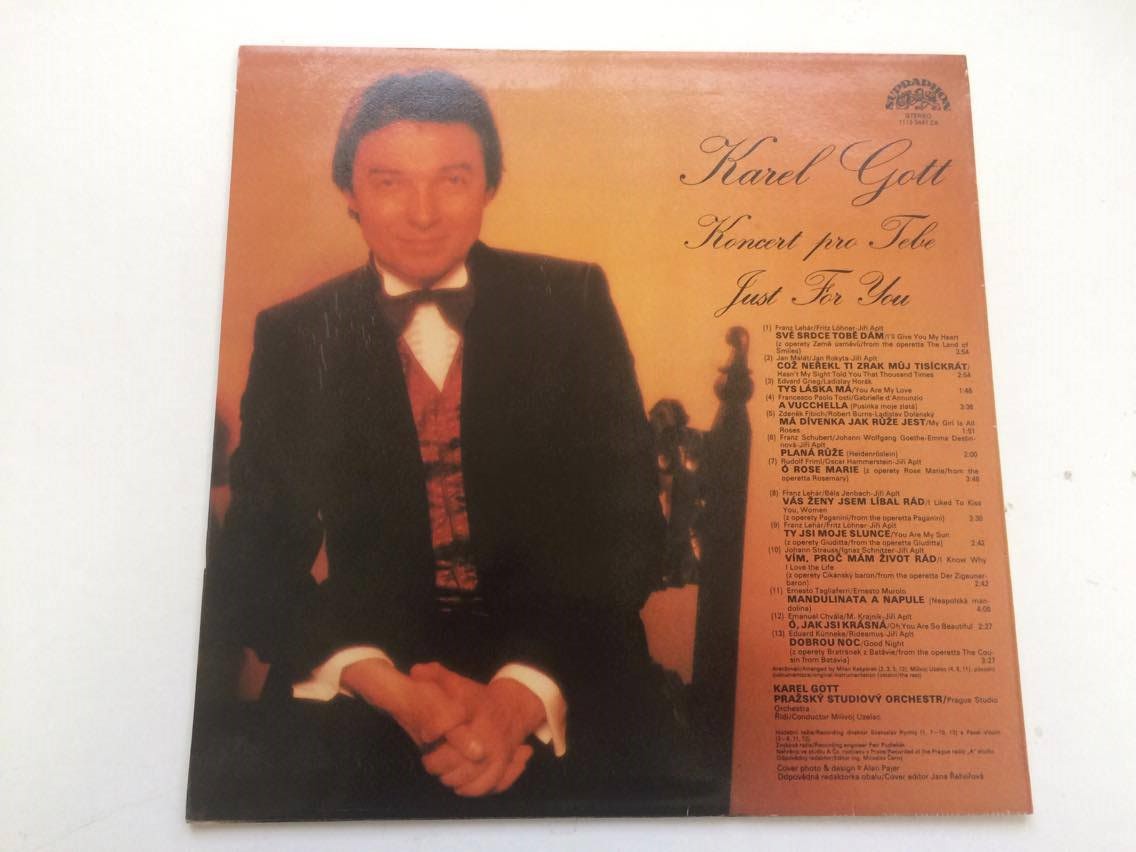 SUPRAPHON
STEREO
Karel Gott
Koncert pro Tebe
Just For You
(1) Franz Lehár/Fritz Löhner-Jiří Aplt
SVÉ SRDCE TOBĚ DÁM/I'll Give You My Heart
(z operety Země úsměvů/from the operetta The Land of
Smiles) 3:54
(2) Jan Malát/Jan Rokyta-Jiří Aplt
COŽ NEŘEKL TI ZRAK MŮJ TISÍCKRÁT/
Hasn't My Sight Told You That Thousand Times 2:54
(3) Edvard Grieg/Ladislav Horák
TYS LÁSKA MÁ/You Are My Love 1:46
(4) Francesco Paolo Tosti/Gabrielle d'Annunzio
A VUCCHELLA (Pusinka moje zlatá) 3:36
(5) Zdeněk Fibich/Robert Burns-Ladislav Dolanský
MÁ DÍVENKA JAK RŮŽE JEST/My Girl Is All
Roses 1:51
(6) Franz Schubert/Johann Wolfgang Goethe-Emma Destin-
nová-Jiří Aplt
PLANÁ RŮŽE (Heidenröslein) 2:00
(7) Rudolf Friml/Oscar Hammerstein-Jiří Aplt
Ó ROSE MARIE (z operety Rose Marie/from the
operetta Rosemary) 3:46
(8) Franz Lehár/Béla Jenbach-Jiří Aplt
VÁS ŽENY JSEM LÍBAL RÁD/I Liked To Kiss
You, Women
(z operety Paganini/from the operetta Paganini) 3:30
(9) Franz Lehár/Fritz Löhner-Jiří Aplt
TY JSI MOJE SLUNCE/You Are My Sun
(z operety Giuditta/from the operetta Giuditta) 2:43
(10) Johann Strauss/Ignaz Schnitzer-Jiří Aplt
VÍM, PROČ MÁM ŽIVOT RÁD/I Know Why
I Love the Life
(z operety Cikánský baron/from the operetta Der Zigeuner-
baron) 2:42
(11) Ernesto Tagliaferri/Ernesto Murolo
MANDULINATA A NAPULE (Neapolská man-
dolína) 4:06
(12) Emanuel Chvála/M. Krajník-Jiří Aplt
Ó, JAK JSI KRÁSNÁ/Oh You Are So Beautiful 2:27
(13) Eduard Künneke/Rideamus-Jiří Aplt
DOBROU NOC/Good Night
(z operety Bratránek z Batávie/from the operetta The Cou-
sin from Batavia) 3:27
KAREL GOTT
PRAŽSKÝ STUDIOVÝ ORCHESTR/Prague Studio
Orchestra
Řídí/Conductor Milivoj Uzelac
Cover photo & design © Alan Pajer
Odpovědná redaktorka obalu/Cover editor Jana